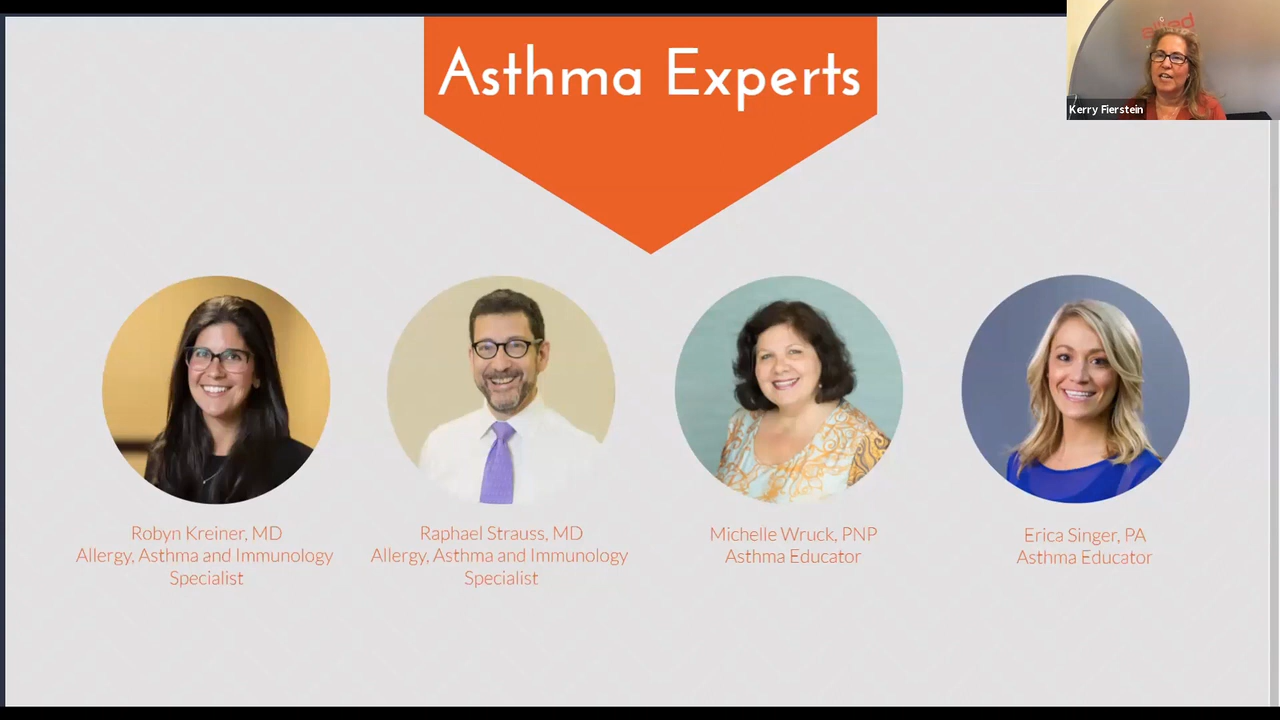 Asthma Experts
allied
Kerry Fierstein
Robyn Kreiner, MD
Allergy, Asthma and Immunology
Specialist
Raphael Strauss, MD
Allergy, Asthma and Immunology
Specialist
Michelle Wruck, PNP
Asthma Educator
Erica Singer, PA
Asthma Educator